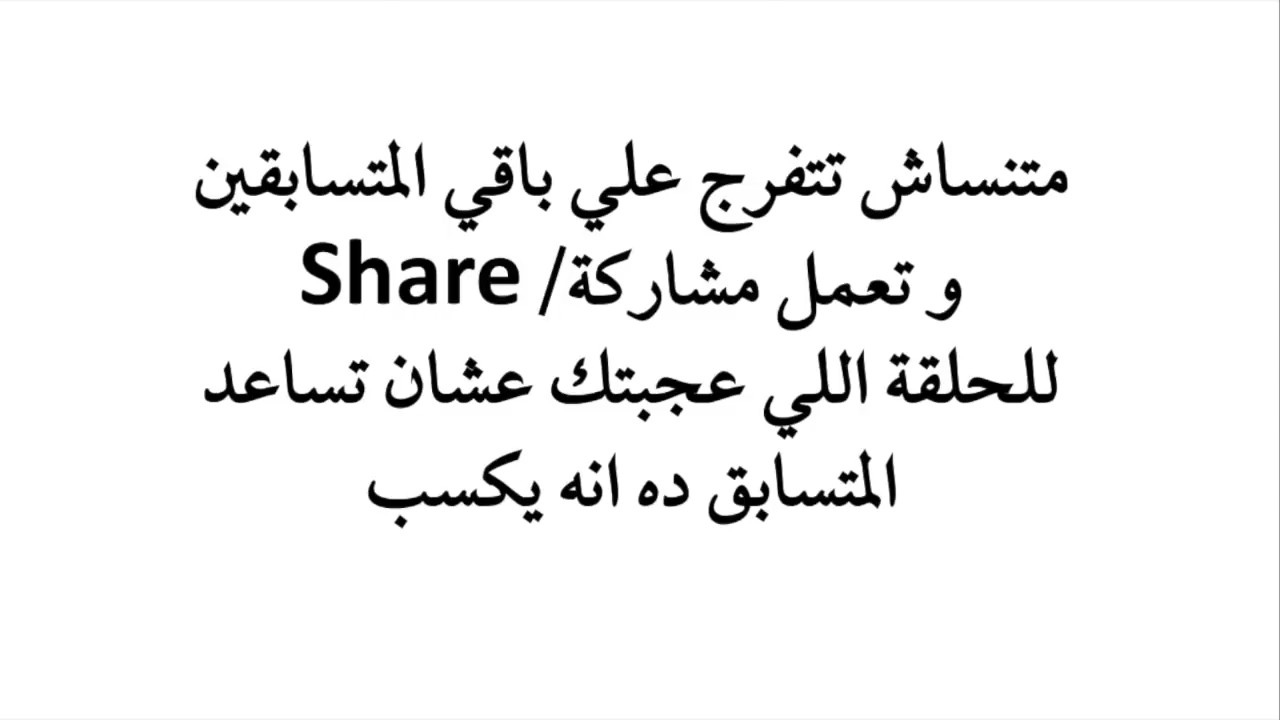 متنساش تتفرج علي باقي المتسابقين
و تعمل مشاركة/ Share
للحلقة اللي عجبتك عشان تساعد
المتسابق ده انه يكسب